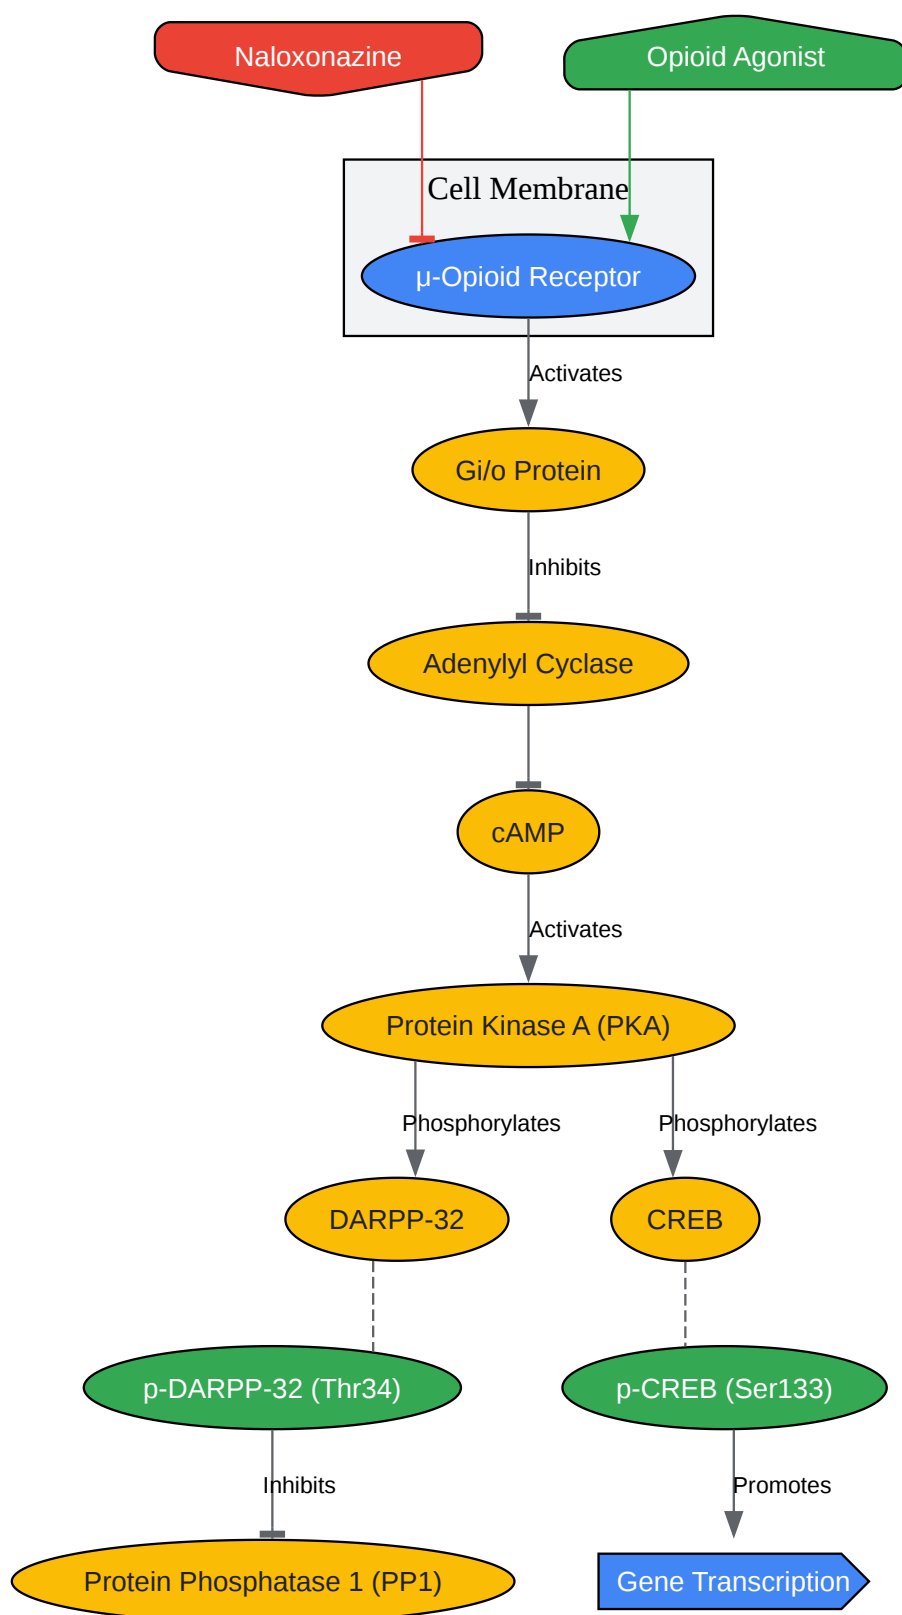 Naloxonazine
Opioid Agonist
Cell Membrane
μ-Opioid Receptor
Activates
Gi/o Protein
Inhibits
Adenylyl Cyclase
cAMP
Activates
Protein Kinase A (PKA)
Phosphorylates
Phosphorylates
DARPP-32
CREB
p-DARPP-32 (Thr34)
p-CREB (Ser133)
Inhibits
Promotes
Protein Phosphatase 1 (PP1)
Gene Transcription